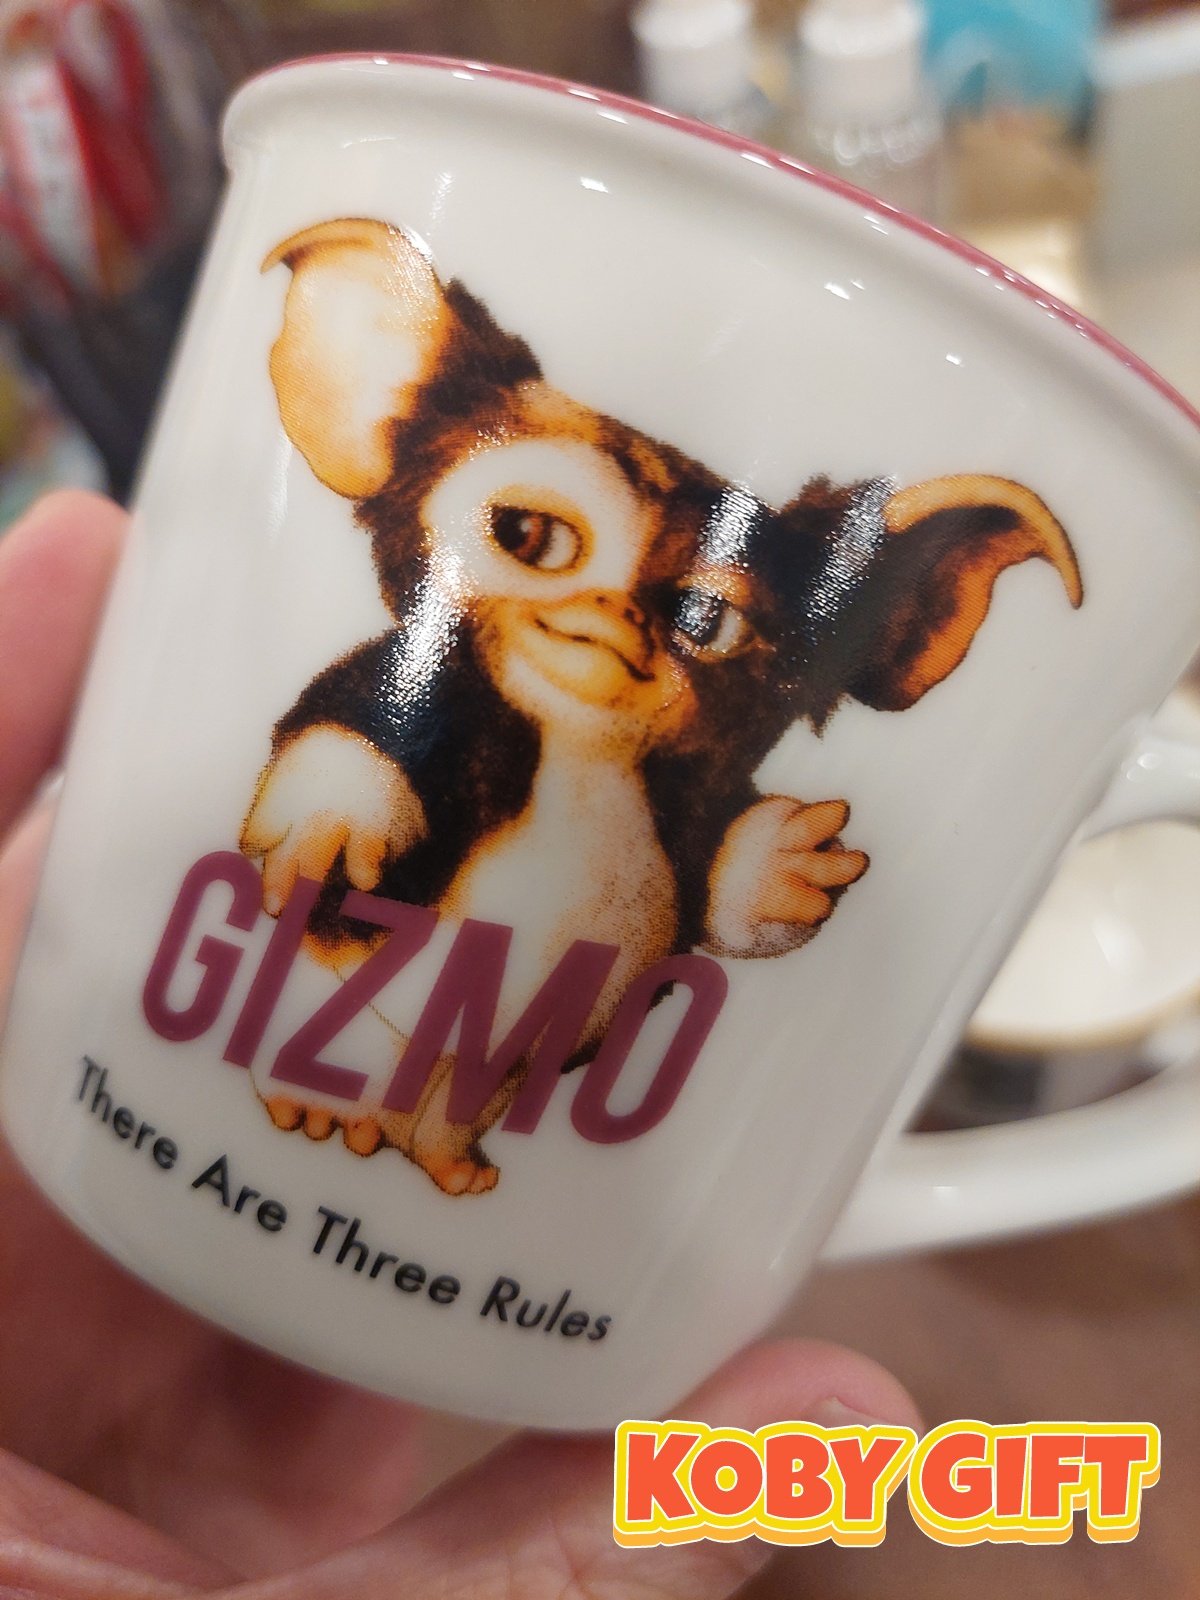 GIZMO
There Are Three Rules
KOBY GIFT